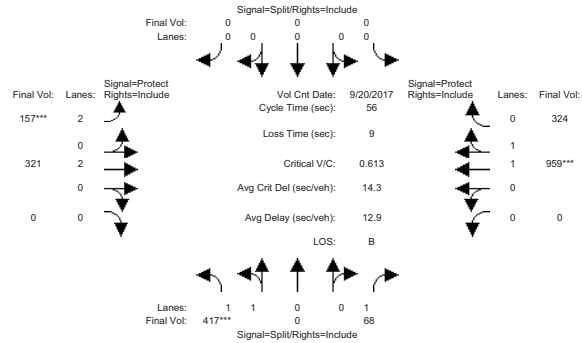 Signal=Split/Rights=Include
Final Vol: 0 0 0
Lanes: 0 0 0 0 0
Signal=Protect
Final Vol: Lanes: Rights=Include
Vol Cnt Date: 9/20/2017
Signal=Protect
Rights=Include Lanes: Final Vol:
Cycle Time (sec): 56
157*** 2
0 324
Loss Time (sec): 9
0
1
321 2
Critical V/C: 0.613
1 959***
0
Avg Crit Del (sec/veh): 14.3
0
0 0
Avg Delay (sec/veh): 12.9
0 0
LOS: B
Lanes: 1 1 0 0 1
Final Vol: 417*** 0 68
Signal=Split/Rights=Include